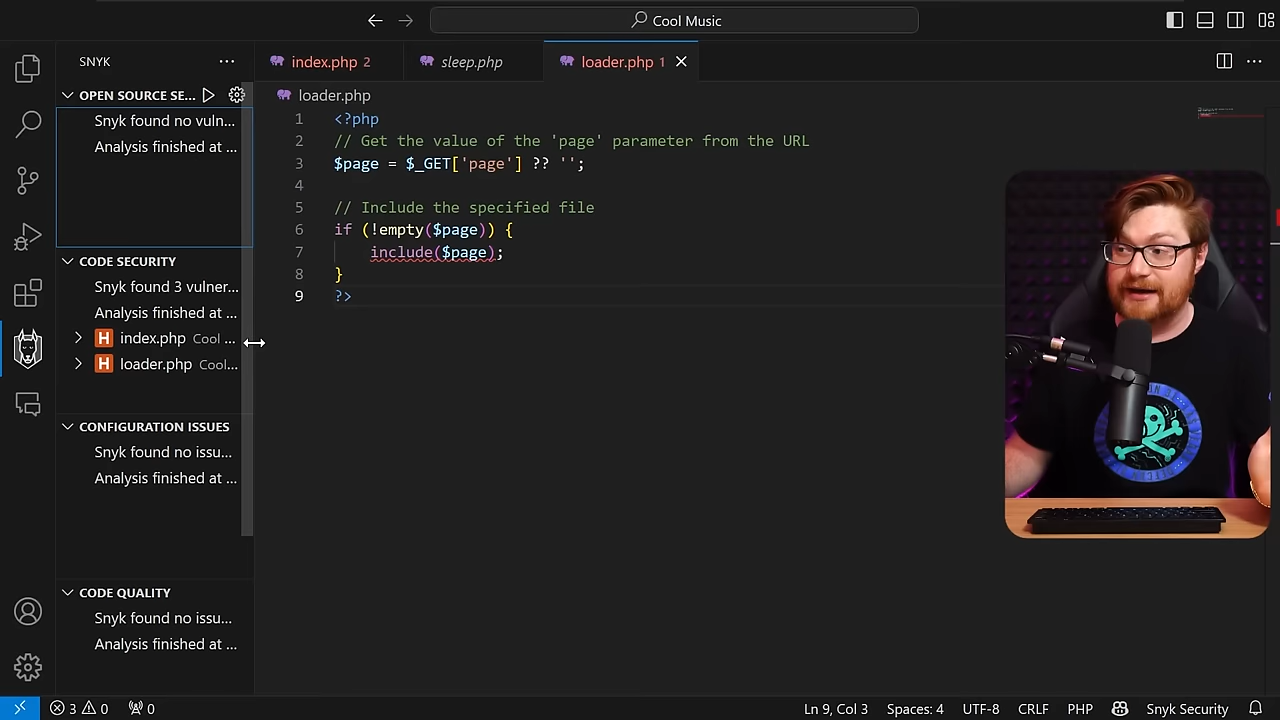 Cool Music
SNYK
index.php 2
sleep.php
loader.php 1
OPEN SOURCE SE...
Snyk found no vuln...
Analysis finished at ...
CODE SECURITY
Snyk found 3 vulner...
Analysis finished at ...
H index.php Cool ...
H loader.php Cool...
CONFIGURATION ISSUES
Snyk found no issu...
Analysis finished at ...
CODE QUALITY
Snyk found no issu...
Analysis finished at ...
loader.php
1 <?php
2 // Get the value of the 'page' parameter from the URL
3 $page = $_GET['page'] ?? '';
4
5 // Include the specified file
6 if (!empty($page)) {
7 include($page);
8 }
9 ?>
3 0 0
Ln 9, Col 3 Spaces: 4 UTF-8 CRLF PHP Snyk Security